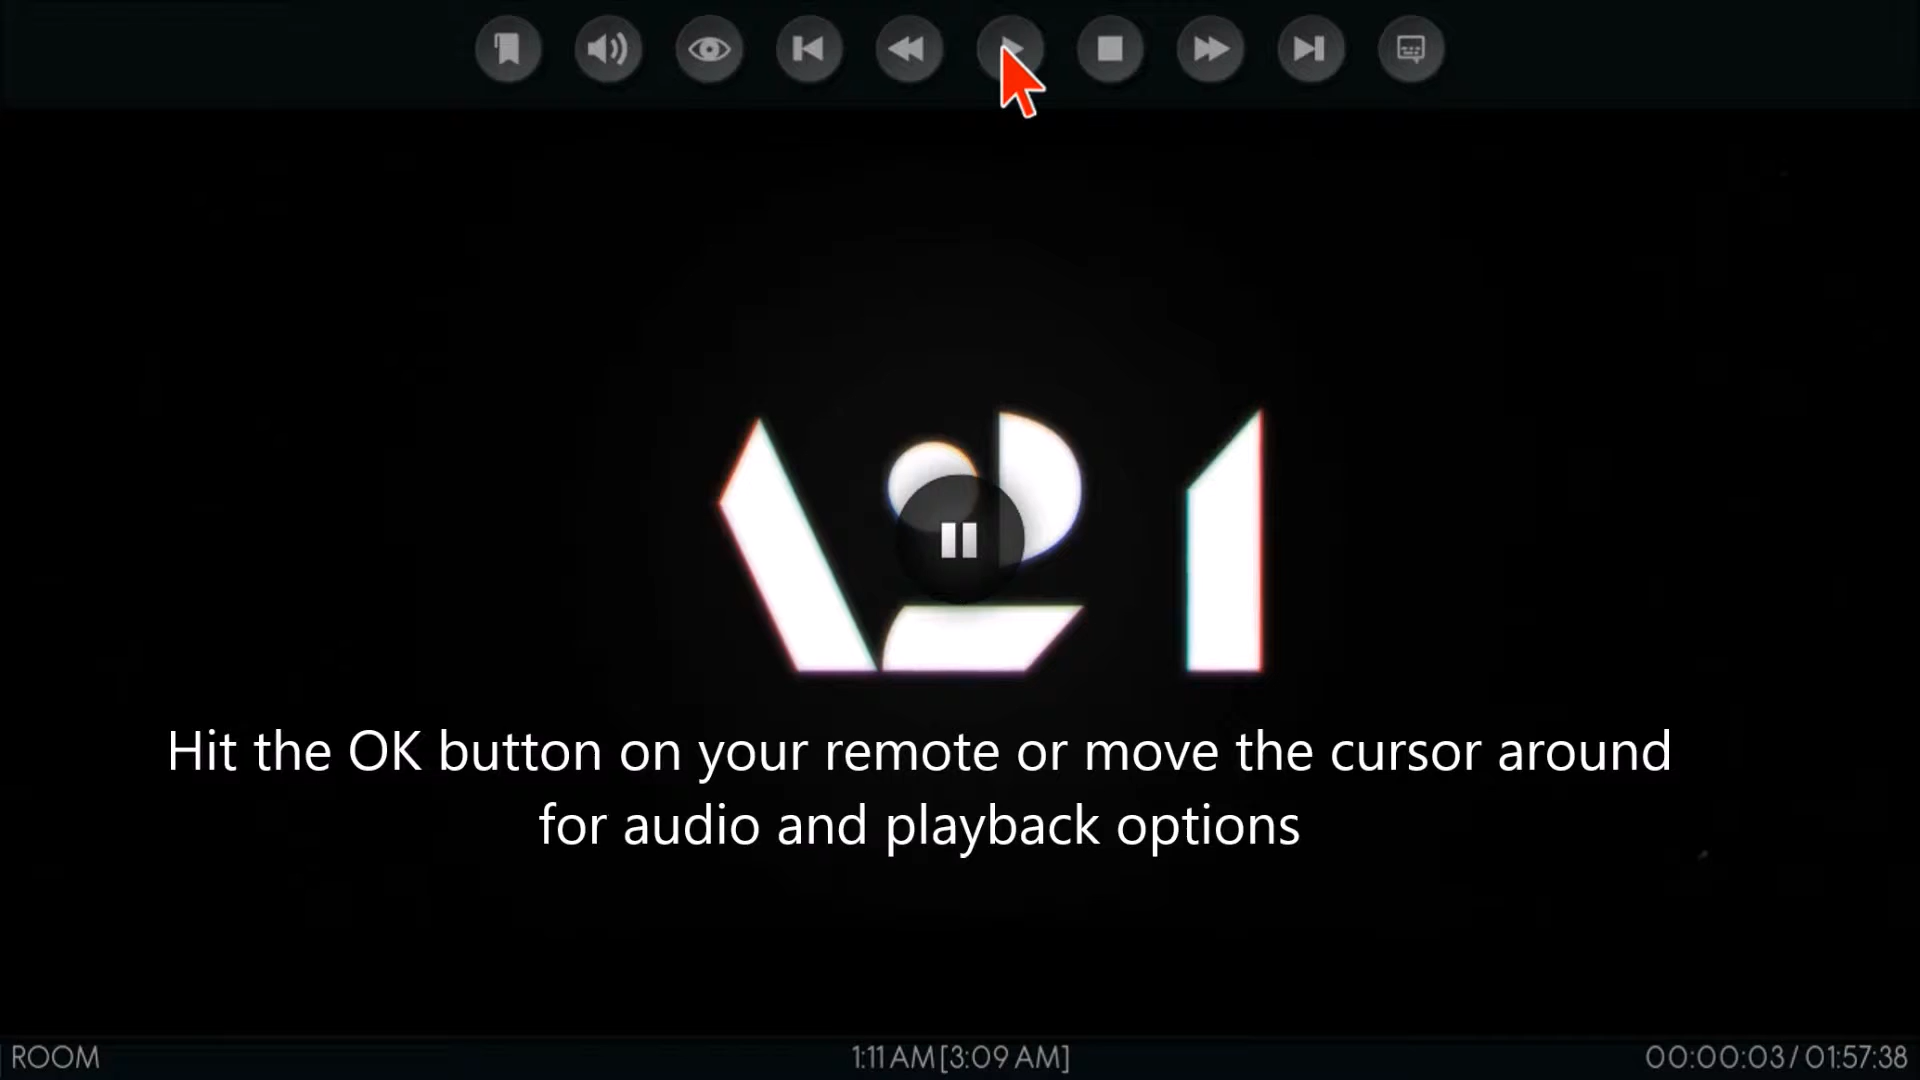 Hit the OK button on your remote or move the cursor around
for audio and playback options
ROOM
1:11 AM [3:09 AM]
00:00:03 / 01:57:38